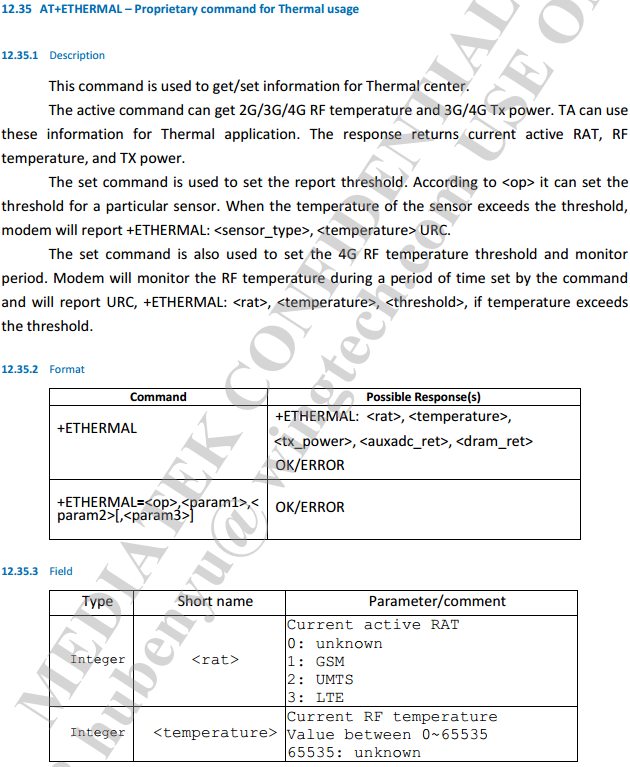 12.35 AT+ETHERMAL – Proprietary command for Thermal usage
12.35.1 Description
This command is used to get/set information for Thermal center.
The active command can get 2G/3G/4G RF temperature and 3G/4G Tx power. TA can use
these information for Thermal application. The response returns current active RAT, RF
temperature, and TX power.
The set command is used to set the report threshold. According to <op> it can set the
threshold for a particular sensor. When the temperature of the sensor exceeds the threshold,
modem will report +ETHERMAL: <sensor_type>, <temperature> URC.
The set command is also used to set the 4G RF temperature threshold and monitor
period. Modem will monitor the RF temperature during a period of time set by the command
and will report URC, +ETHERMAL: <rat>, <temperature>, <threshold>, if temperature exceeds
the threshold.
12.35.2 Format
Command Possible Response(s)
+ETHERMAL
+ETHERMAL: <rat>, <temperature>,
<tx_power>, <auxadc_ret>, <dram_ret>
OK/ERROR
+ETHERMAL=<op>,<param1>,<
param2>[,<param3>]
OK/ERROR
12.35.3 Field
Type Short name Parameter/comment
Integer <rat>
Current active RAT
0: unknown
1: GSM
2: UMTS
3: LTE
Integer <temperature>
Current RF temperature
Value between 0~65535
65535: unknown
MEDIATEK CONFIDENTIAL
hubenyu@wingtech.com USE O